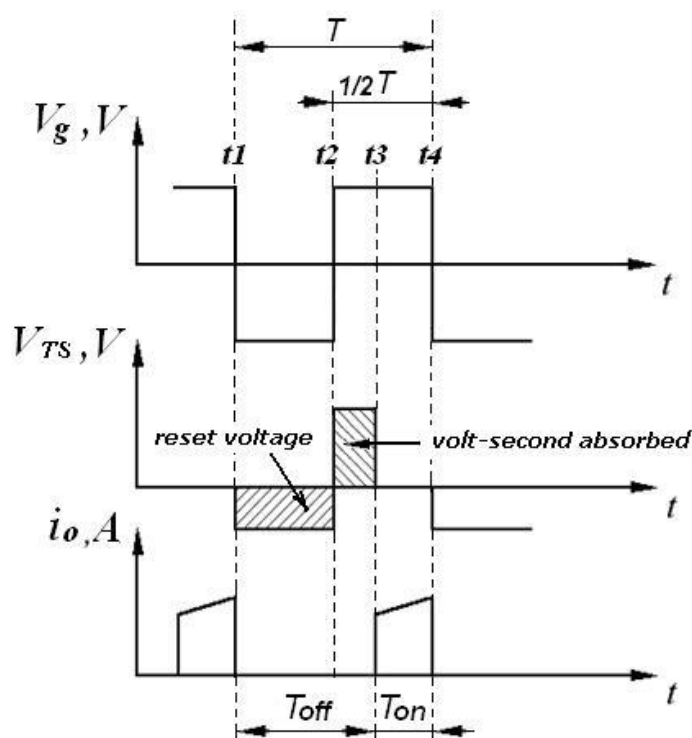 T
1/2T
Vg, V
t1 t2 t3 t4
t
VTS, V
reset voltage
volt-second absorbed
t
io, A
t
Toff Ton